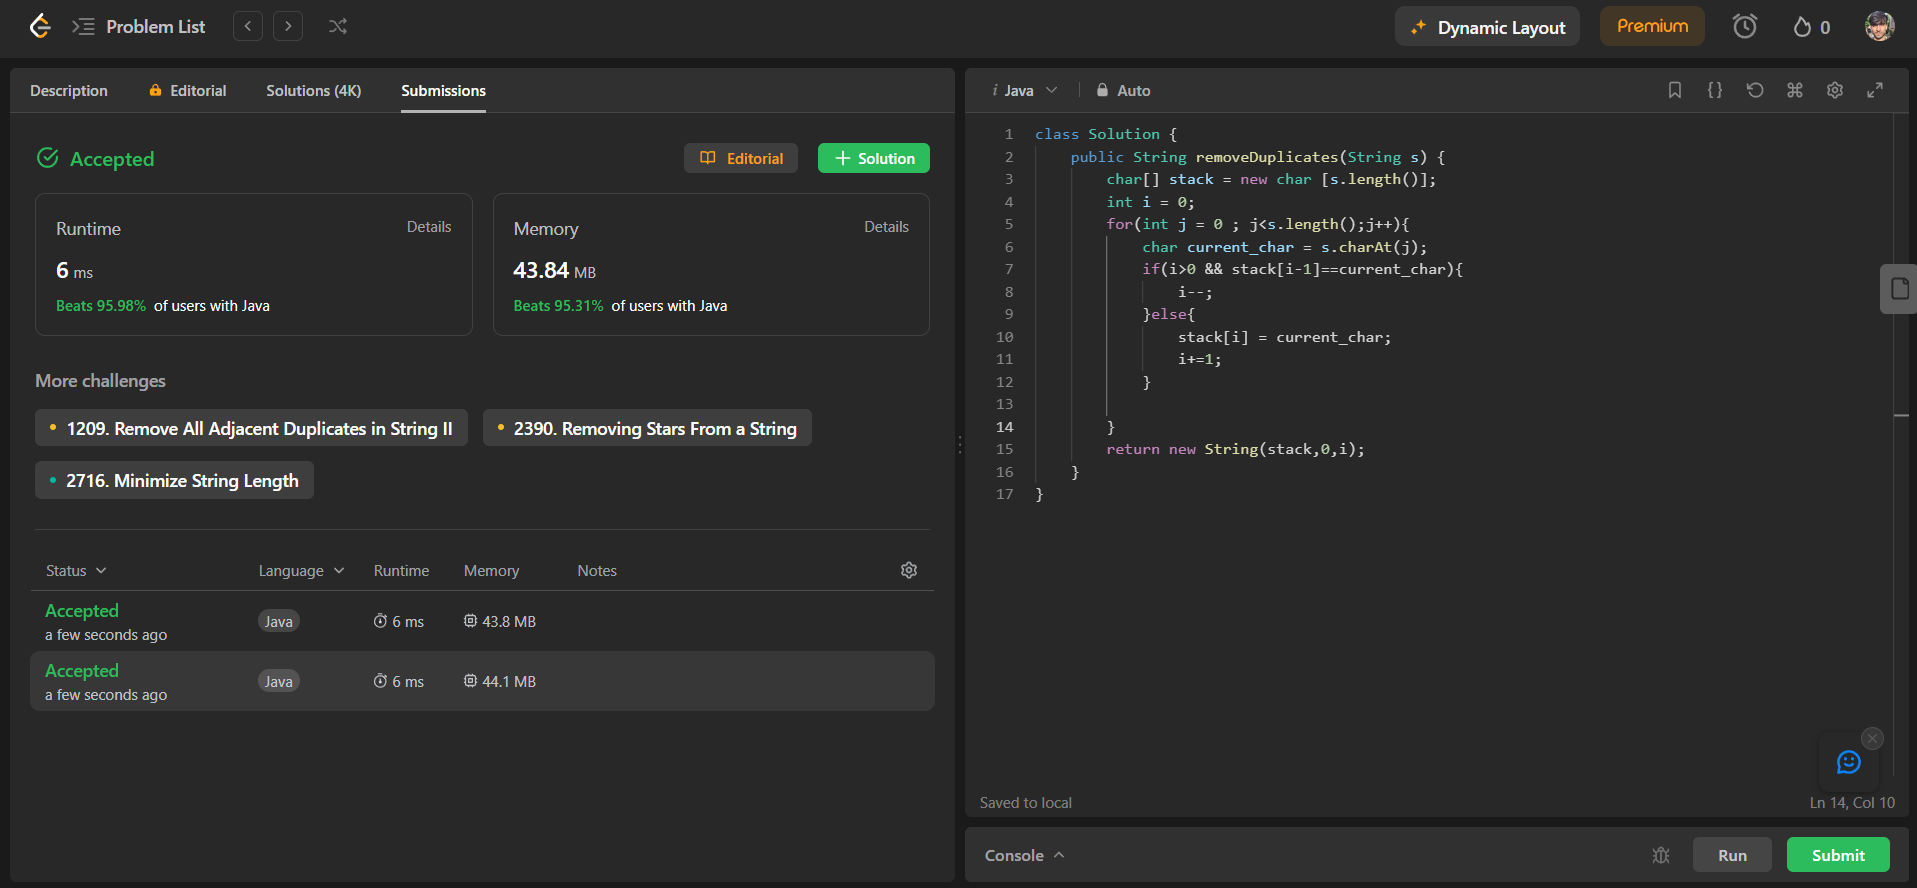 Problem List
Dynamic Layout
Premium
0
Description
Editorial
Solutions (4K)
Submissions
Accepted
Editorial
Solution
Runtime
Details
6 ms
Beats 95.98% of users with Java
Memory
Details
43.84 MB
Beats 95.31% of users with Java
More challenges
1209. Remove All Adjacent Duplicates in String II
2390. Removing Stars From a String
2716. Minimize String Length
Status Language Runtime Memory Notes
Accepted
a few seconds ago
Java
6 ms
43.8 MB
Accepted
a few seconds ago
Java
6 ms
44.1 MB
i Java
Auto
1 class Solution {
2 public String removeDuplicates(String s) {
3 char[] stack = new char [s.length()];
4 int i = 0;
5 for(int j = 0 ; j<s.length();j++){
6 char current_char = s.charAt(j);
7 if(i>0 && stack[i-1]==current_char){
8 i--;
9 }else{
10 stack[i] = current_char;
11 i+=1;
12 }
13
14 }
15 return new String(stack,0,i);
16 }
17 }
Saved to local
Ln 14, Col 10
Console
Run
Submit